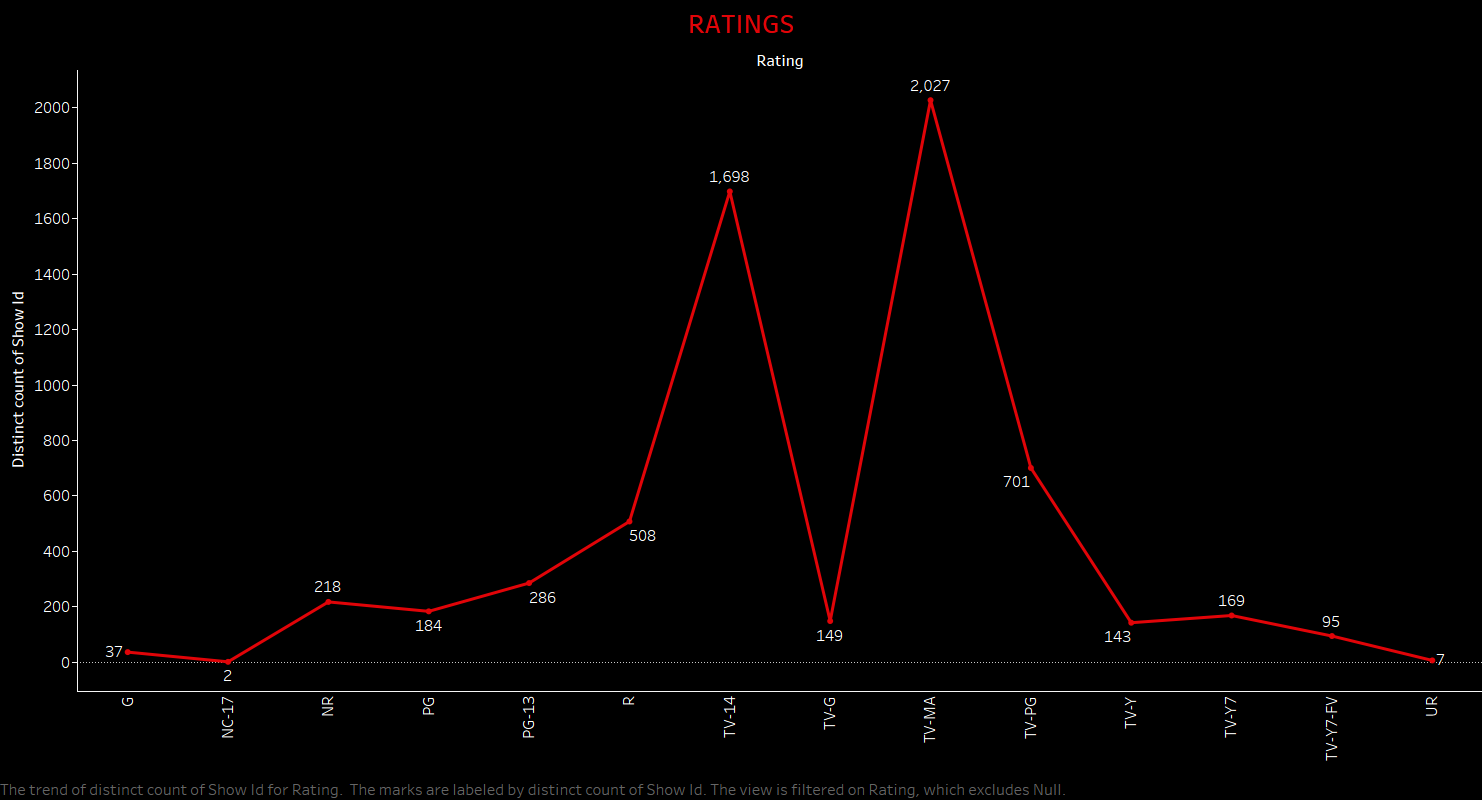 RATINGS
Rating
Distinct count of Show Id
2000
1800
1600
1400
1200
1000
800
600
400
200
0
37
2
218
184
286
508
1,698
149
2,027
701
143
169
95
7
G
NC-17
NR
PG
PG-13
R
TV-14
TV-G
TV-MA
TV-PG
TV-Y
TV-Y7
TV-Y7-FV
UR
The trend of distinct count of Show Id for Rating.  The marks are labeled by distinct count of Show Id. The view is filtered on Rating, which excludes Null.